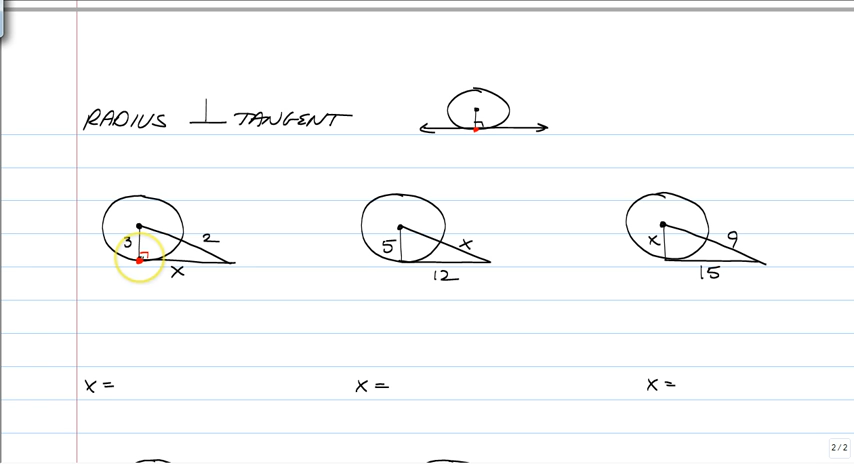 RADIUS ⊥ TANGENT
3 2 x
5 x 12
x 9 15
x =
x =
x =
2 / 2